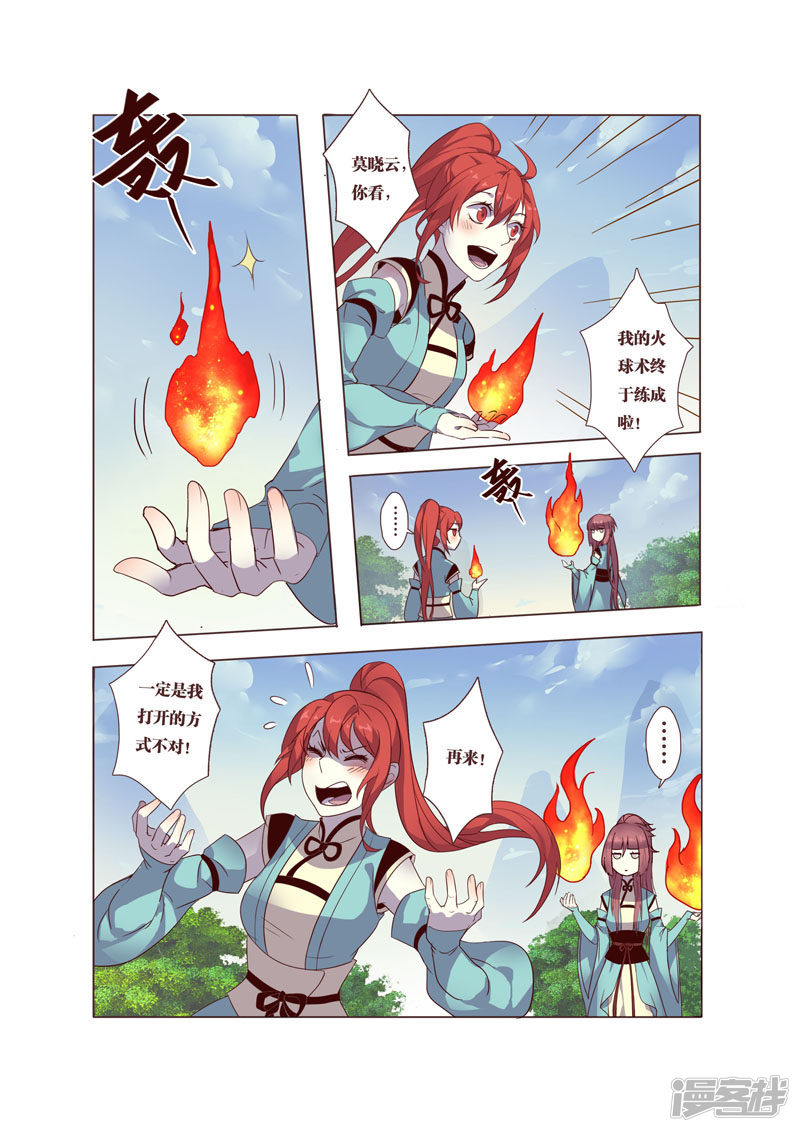 轰
莫晓云，
你看，
我的火
球术终
于练成
啦！
……
轰
一定是我
打开的方
式不对！
再来！
……
漫客栈